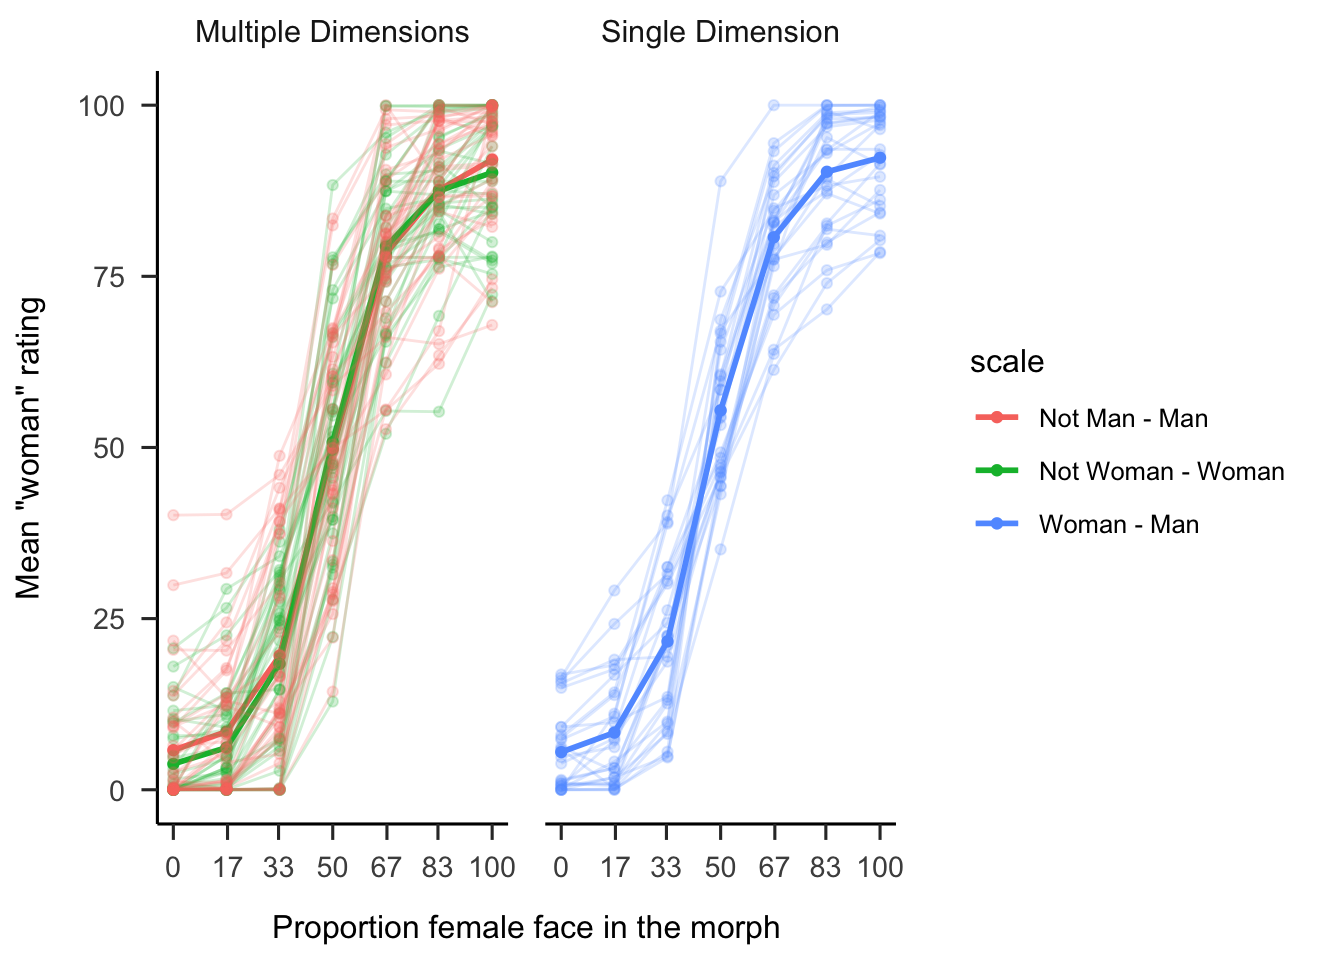 Multiple Dimensions
Single Dimension
Mean "woman" rating
100
75
50
25
0
0 17 33 50 67 83 100
0 17 33 50 67 83 100
Proportion female face in the morph
scale
Not Man - Man
Not Woman - Woman
Woman - Man